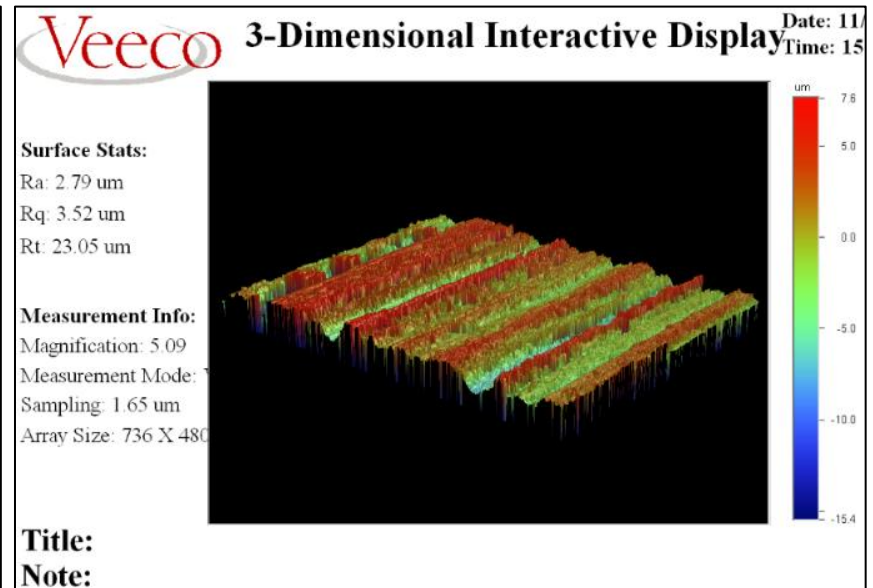 Veeco
3-Dimensional Interactive Display
Date: 11/
Time: 15
Surface Stats:
Ra: 2.79 um
Rq: 3.52 um
Rt: 23.05 um
Measurement Info:
Magnification: 5.09
Measurement Mode:
Sampling: 1.65 um
Array Size: 736 X 480
um
7.6
5.0
0.0
-5.0
-10.0
-15.4
Title:
Note: